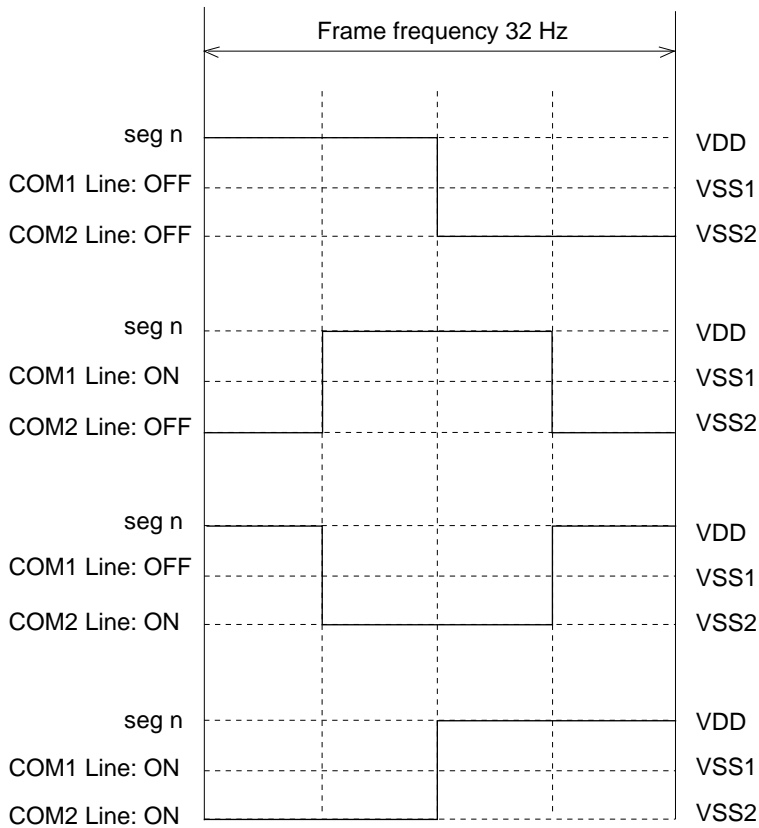 Frame frequency 32 Hz
seg n
VDD
COM1 Line: OFF
VSS1
COM2 Line: OFF
VSS2
seg n
VDD
COM1 Line: ON
VSS1
COM2 Line: OFF
VSS2
seg n
VDD
COM1 Line: OFF
VSS1
COM2 Line: ON
VSS2
seg n
VDD
COM1 Line: ON
VSS1
COM2 Line: ON
VSS2